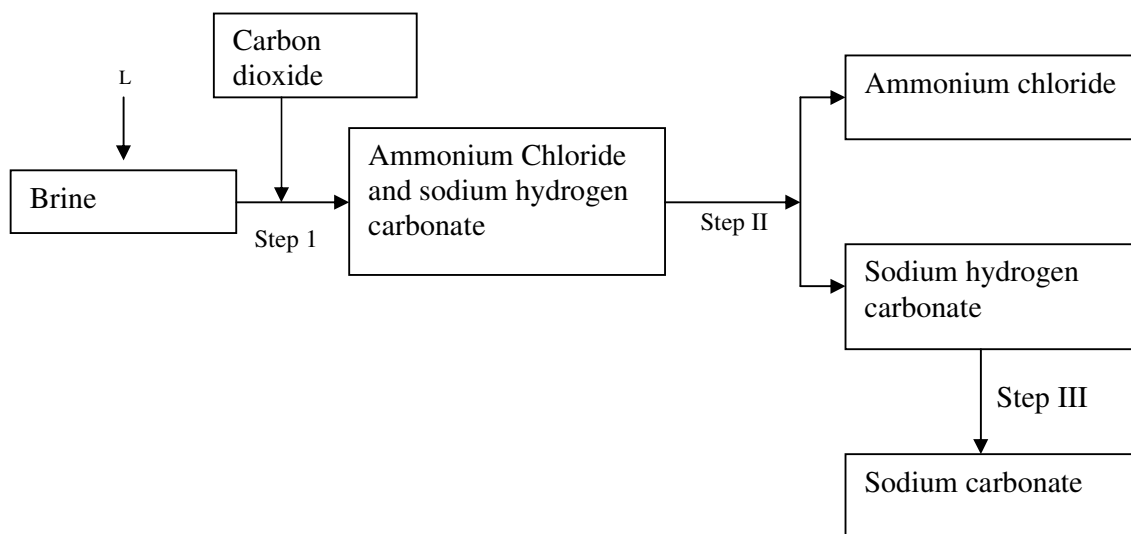 Carbon
dioxide
L
Brine
Step 1
Ammonium Chloride
and sodium hydrogen
carbonate
Step II
Ammonium chloride
Sodium hydrogen
carbonate
Step III
Sodium carbonate